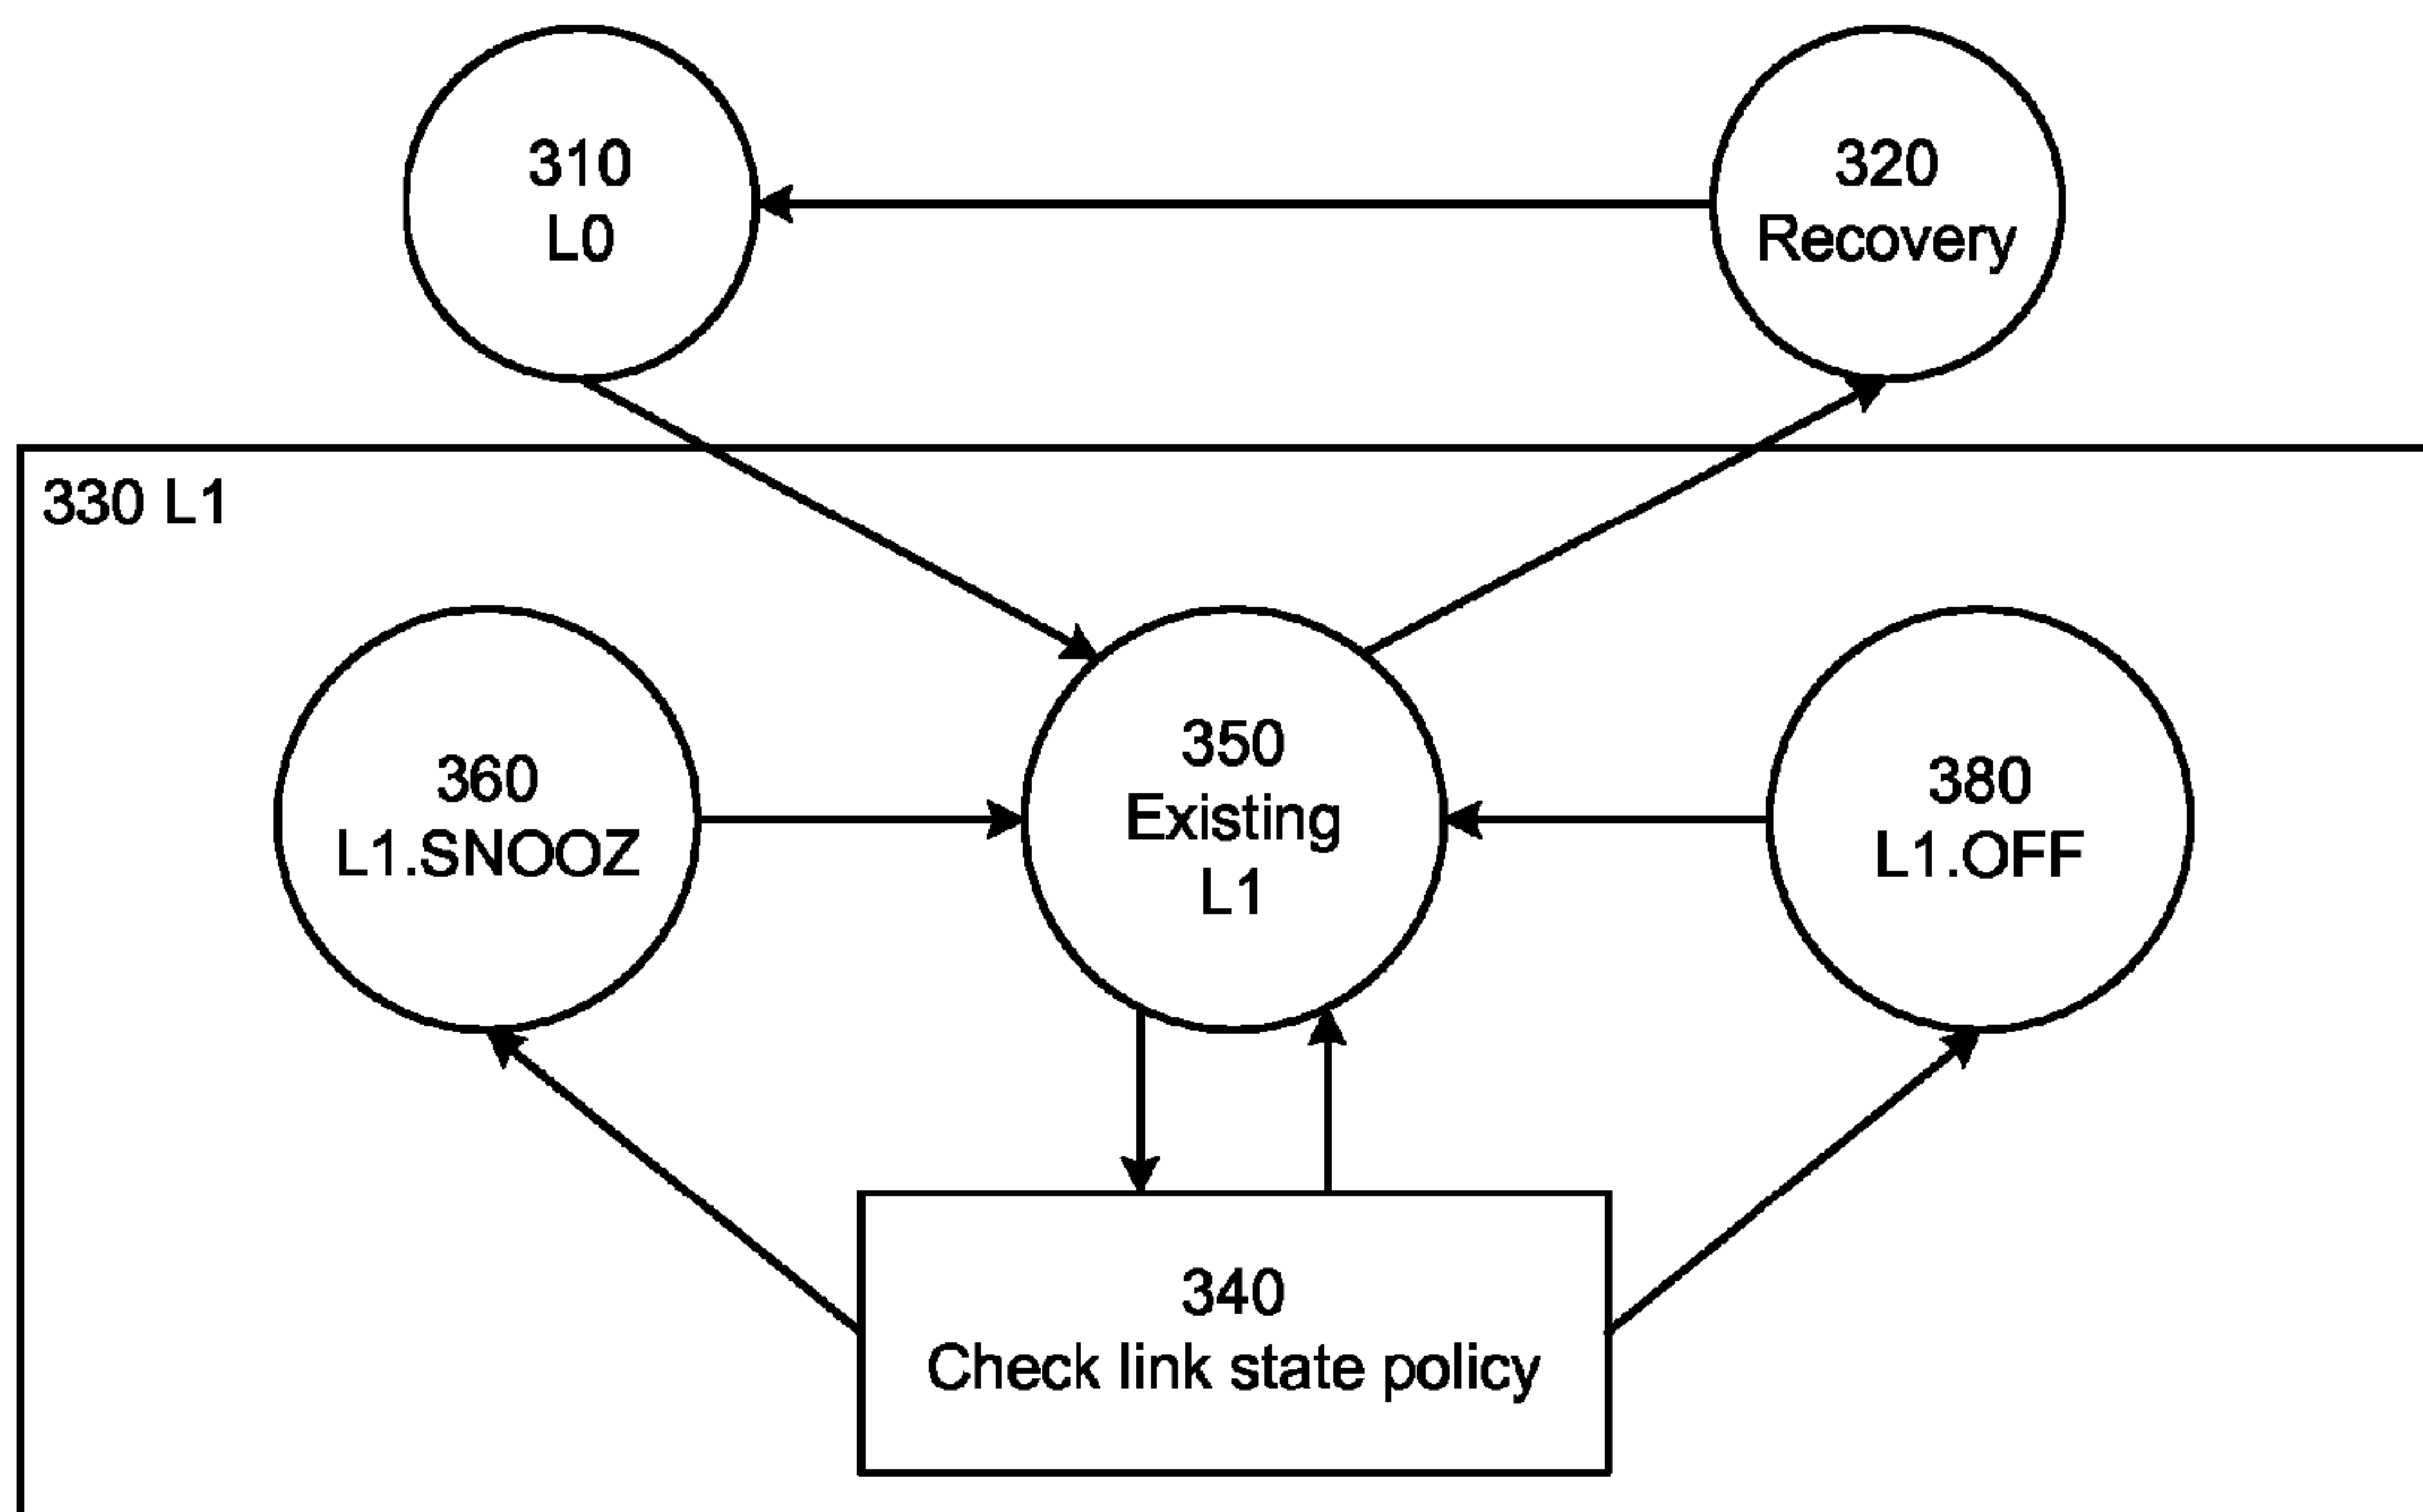 310
L0
320
Recovery
330 L1
360
L1.SNOOZ
350
Existing
L1
380
L1.OFF
340
Check link state policy